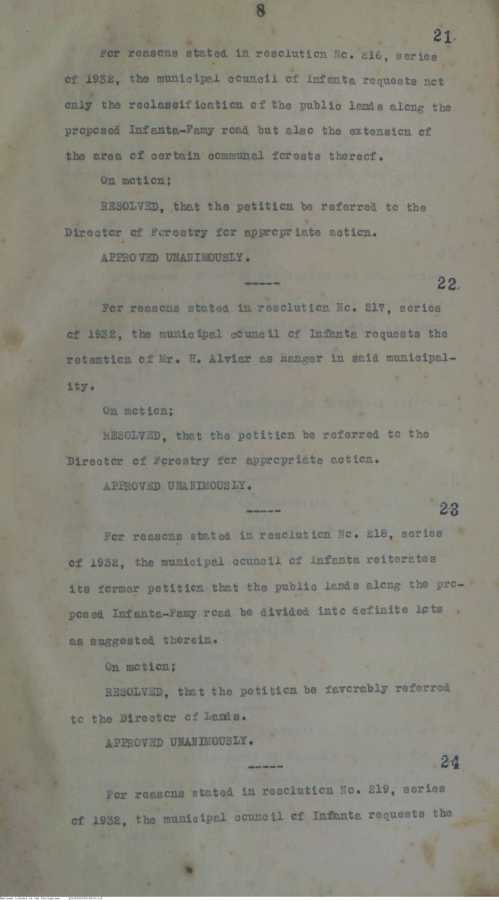 8
21.
For reasons stated in resolution No. 216, series
of 1932, the municipal council of Infanta requests not
only the reclassification of the public lands along the
proposed Infanta-Famy road but also the extension of
the area of certain communal forests thereof.
On motion;
RESOLVED, that the petition be referred to the
Director of Forestry for appropriate action.
APPROVED UNANIMOUSLY.
-----
22.
For reasons stated in resolution No. 217, series
of 1932, the municipal council of Infanta requests the
retention of Mr. H. Alviar as Ranger in said municipal-
ity.
On motion;
RESOLVED, that the petition be referred to the
Director of Forestry for appropriate action.
APPROVED UNANIMOUSLY.
-----
23
For reasons stated in resolution No. 218, series
of 1932, the municipal council of Infanta reiterates
its former petition that the public lands along the pro-
posed Infanta-Famy road be divided into definite lots
as suggested therein.
On motion;
RESOLVED, that the petition be favorably referred
to the Director of Lands.
APPROVED UNANIMOUSLY.
-----
24
For reasons stated in resolution No. 219, series
of 1932, the municipal council of Infanta requests the
National Library of the Philippines